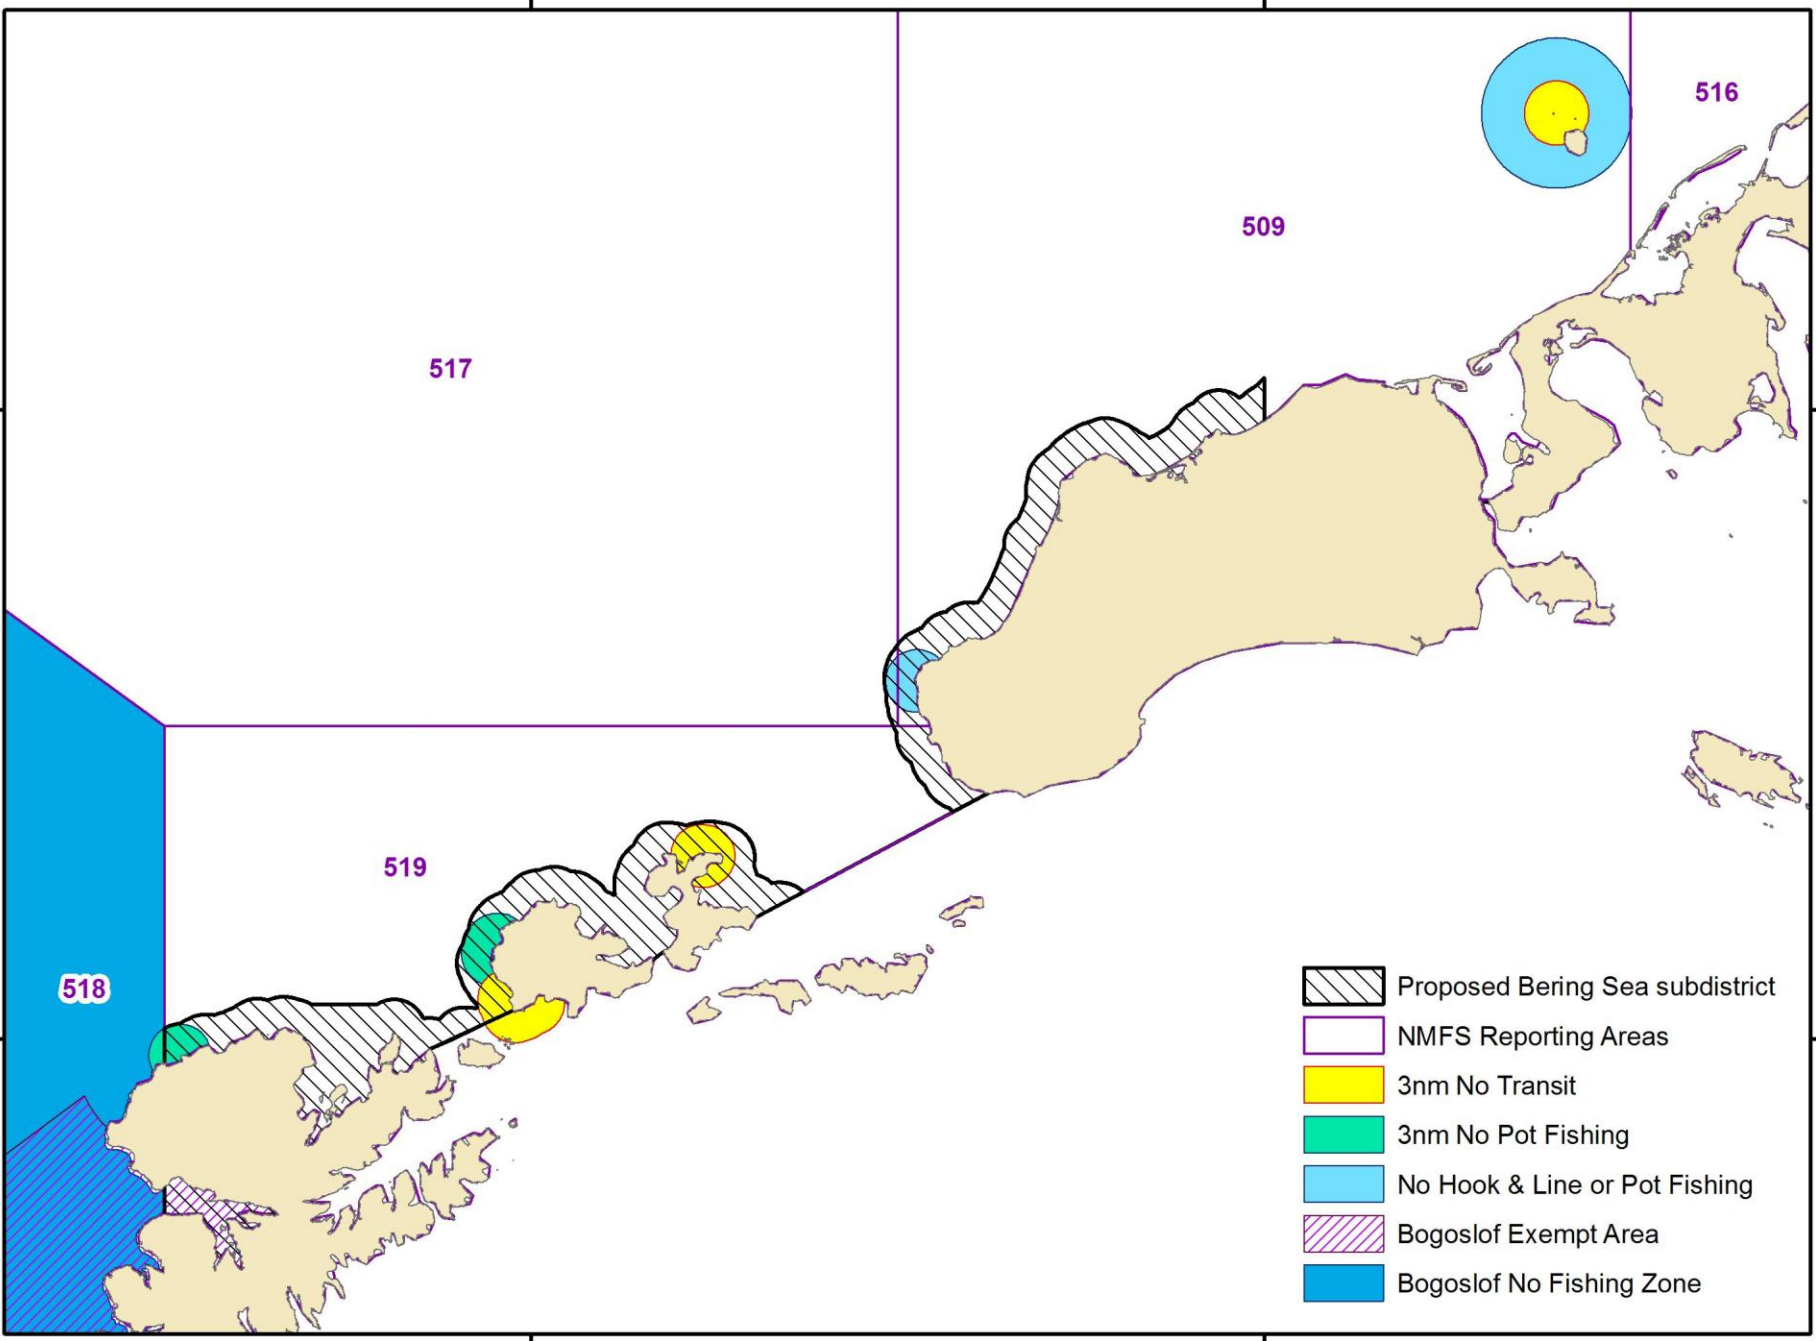 516
509
517
519
518
Proposed Bering Sea subdistrict
NMFS Reporting Areas
3nm No Transit
3nm No Pot Fishing
No Hook & Line or Pot Fishing
Bogoslof Exempt Area
Bogoslof No Fishing Zone